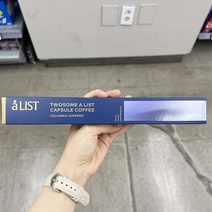 a LIST
TWOSOME A LIST
CAPSULE COFFEE
COLOMBIA SUPREMO